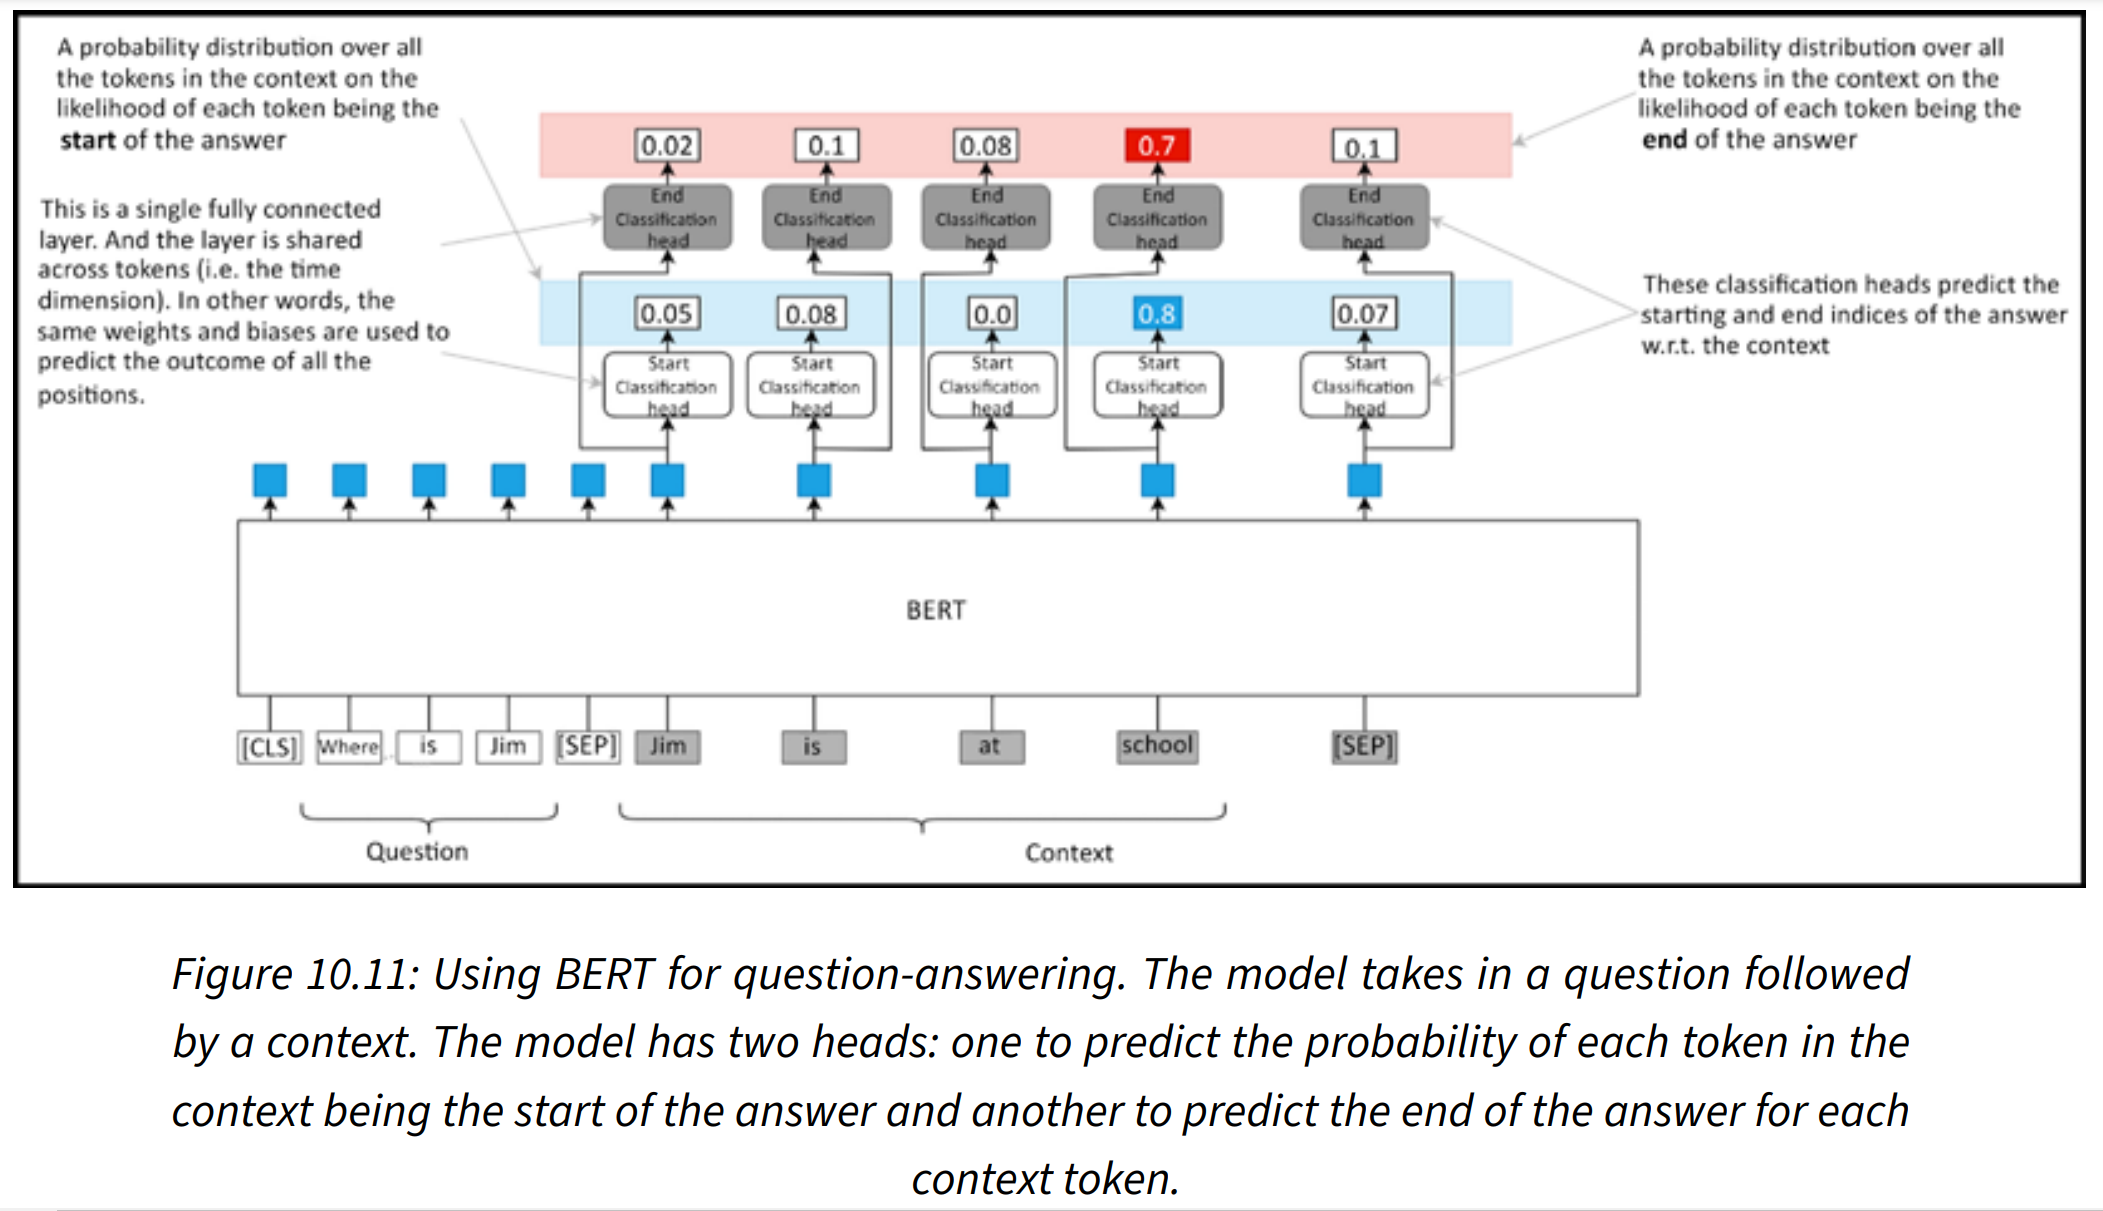 A probability distribution over all
the tokens in the context on the
likelihood of each token being the
start of the answer
This is a single fully connected
layer. And the layer is shared
across tokens (i.e. the time
dimension). In other words, the
same weights and biases are used to
predict the outcome of all the
positions.
A probability distribution over all
the tokens in the context on the
likelihood of each token being the
end of the answer
These classification heads predict the
starting and end indices of the answer
w.r.t. the context
0.02 0.1 0.08 0.7 0.1
End End End End End
Classification Classification Classification Classification Classification
head head head head head
0.05 0.08 0.0 0.8 0.07
Start Start Start Start Start
Classification Classification Classification Classification Classification
head head head head head
BERT
[CLS] Where is Jim [SEP] Jim is at school [SEP]
Question Context
Figure 10.11: Using BERT for question-answering. The model takes in a question followed
by a context. The model has two heads: one to predict the probability of each token in the
context being the start of the answer and another to predict the end of the answer for each
context token.